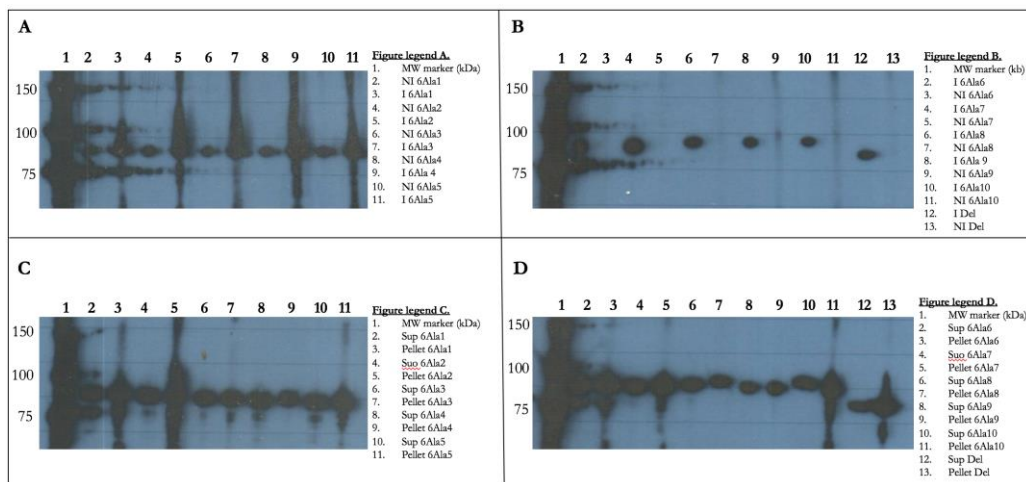 A
1 2 3 4 5 6 7 8 9 10 11
150
100
75
Figure legend A.
1. MW marker (kDa)
2. NI 6Ala1
3. I 6Ala1
4. NI 6Ala2
5. I 6Ala2
6. NI 6Ala3
7. I 6Ala3
8. NI 6Ala4
9. I 6Ala 4
10. NI 6Ala5
11. I 6Ala5
B
1 2 3 4 5 6 7 8 9 10 11 12 13
150
100
75
Figure legend B.
1. MW marker (kb)
2. I 6Ala6
3. NI 6Ala6
4. I 6Ala7
5. NI 6Ala7
6. I 6Ala8
7. NI 6Ala8
8. I 6Ala 9
9. NI 6Ala9
10. I 6Ala10
11. NI 6Ala10
12. I Del
13. NI Del
C
1 2 3 4 5 6 7 8 9 10 11
150
100
75
Figure legend C.
1. MW marker (kDa)
2. Sup 6Ala1
3. Pellet 6Ala1
4. Suo 6Ala2
5. Pellet 6Ala2
6. Sup 6Ala3
7. Pellet 6Ala3
8. Sup 6Ala4
9. Pellet 6Ala4
10. Sup 6Ala5
11. Pellet 6Ala5
D
1 2 3 4 5 6 7 8 9 10 11 12 13
150
100
75
Figure legend D.
1. MW marker (kDa)
2. Sup 6Ala6
3. Pellet 6Ala6
4. Suo 6Ala7
5. Pellet 6Ala7
6. Sup 6Ala8
7. Pellet 6Ala8
8. Sup 6Ala9
9. Pellet 6Ala9
10. Sup 6Ala10
11. Pellet 6Ala10
12. Sup Del
13. Pellet Del